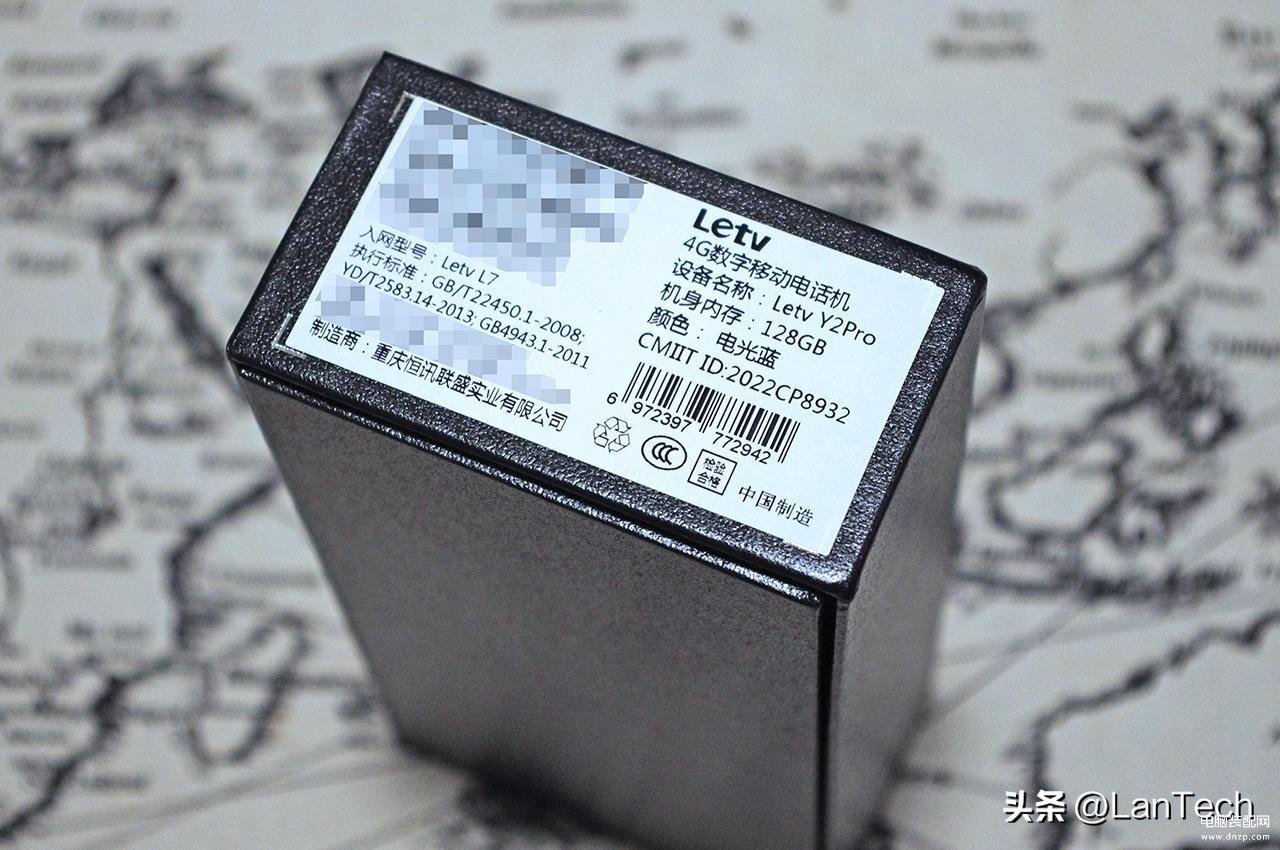 入网型号：Letv L7
执行标准：GB/T22450.1-2008;
YD/T2583.14-2013; GB4943.1-2011
制造商：重庆恒讯联盛实业有限公司
Letv
4G数字移动电话机
设备名称：Letv Y2Pro
机身内存：128GB
颜色：电光蓝
CMIIT ID:2022CP8932
6 972397 772942
检验
合格
中国制造
头条 @LanTech
电脑装配网
www.dnzp.com